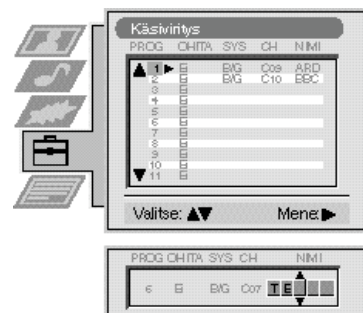 Käsiviritys
PROG OHITA SYS CH NIMI
1 E B/G C09 ARD
2 E B/G C10 BBC
3 E
4 E
5 E
6 E
7 E
8 E
9 E
10 E
11 E
Valitse: Mene:
PROG OHITA SYS CH NIMI
6 E B/G C07 T E